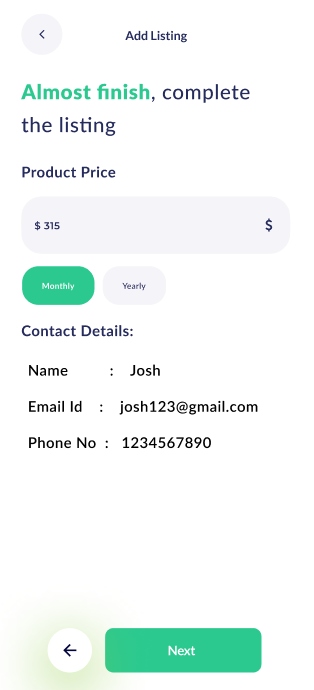 Add Listing
Almost finish, complete
the listing
Product Price
$ 315 $
Monthly Yearly
Contact Details:
Name : Josh
Email Id : josh123@gmail.com
Phone No : 1234567890
Next